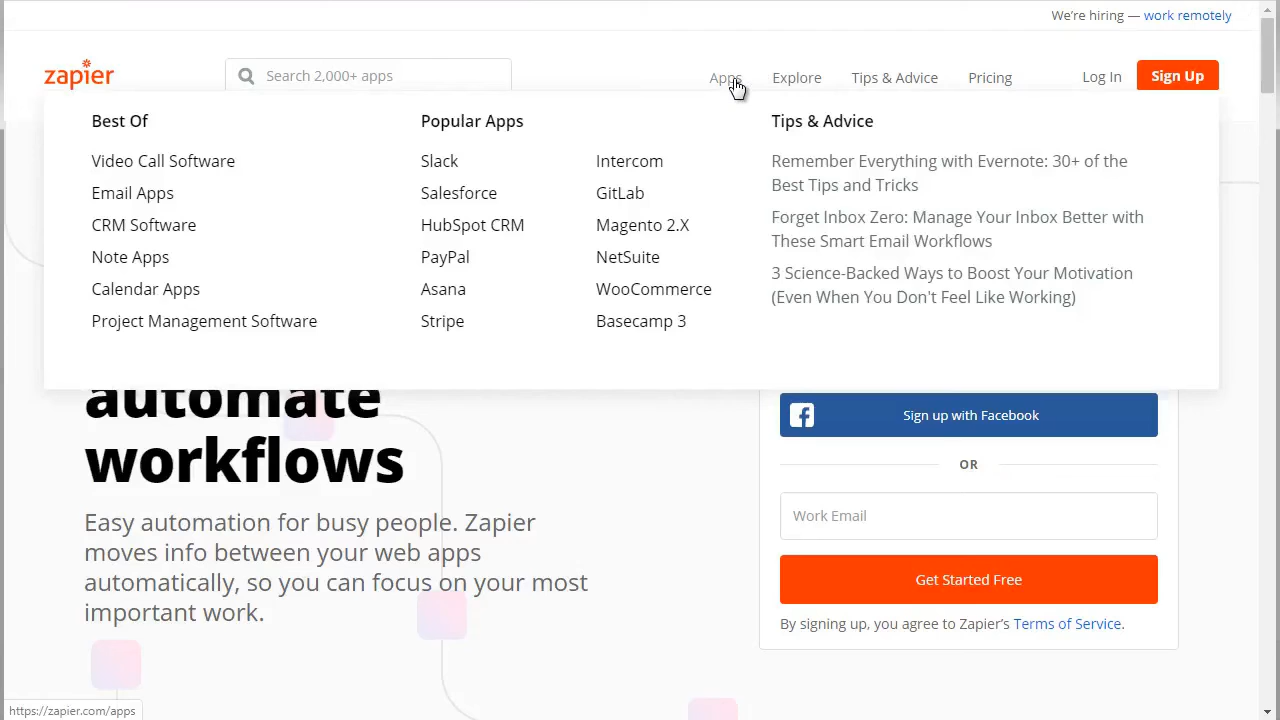 We're hiring — work remotely
zapier
Search 2,000+ apps
Apps
Explore
Tips & Advice
Pricing
Log In
Sign Up
Best Of
Video Call Software
Email Apps
CRM Software
Note Apps
Calendar Apps
Project Management Software
Popular Apps
Slack
Salesforce
HubSpot CRM
PayPal
Asana
Stripe
Intercom
GitLab
Magento 2.X
NetSuite
WooCommerce
Basecamp 3
Tips & Advice
Remember Everything with Evernote: 30+ of the
Best Tips and Tricks
Forget Inbox Zero: Manage Your Inbox Better with
These Smart Email Workflows
3 Science-Backed Ways to Boost Your Motivation
(Even When You Don't Feel Like Working)
automate
workflows
Easy automation for busy people. Zapier
moves info between your web apps
automatically, so you can focus on your most
important work.
Sign up with Facebook
OR
Work Email
Get Started Free
By signing up, you agree to Zapier's Terms of Service.
https://zapier.com/apps